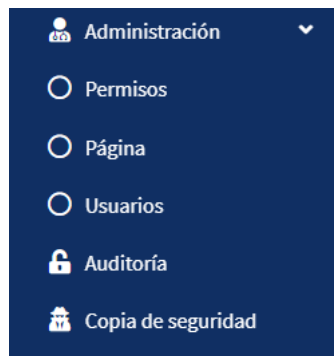 Administración
Permisos
Página
Usuarios
Auditoría
Copia de seguridad